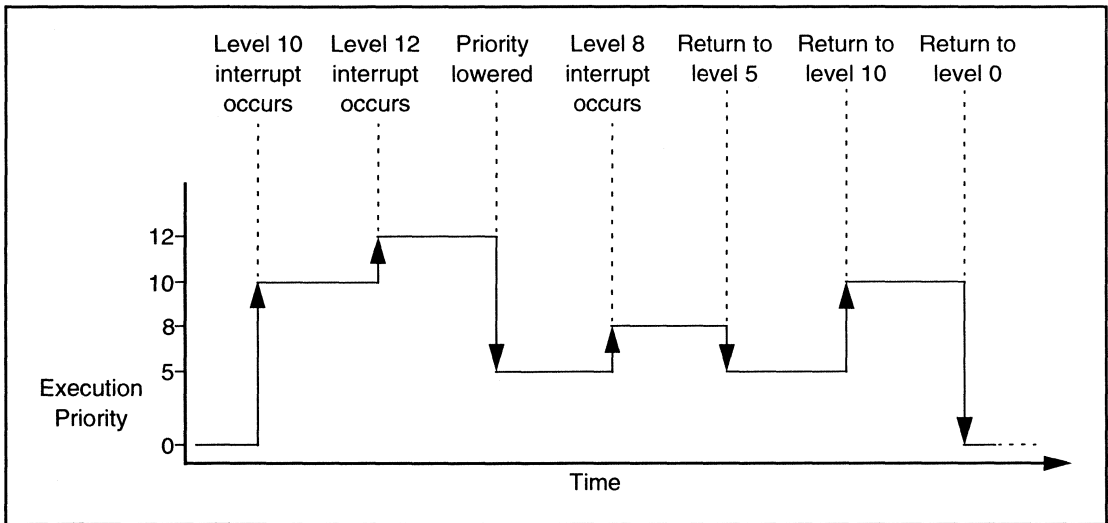 Level 10
interrupt
occurs
Level 12
interrupt
occurs
Priority
lowered
Level 8
interrupt
occurs
Return to
level 5
Return to
level 10
Return to
level 0
12
10
8
5
0
Execution
Priority
Time